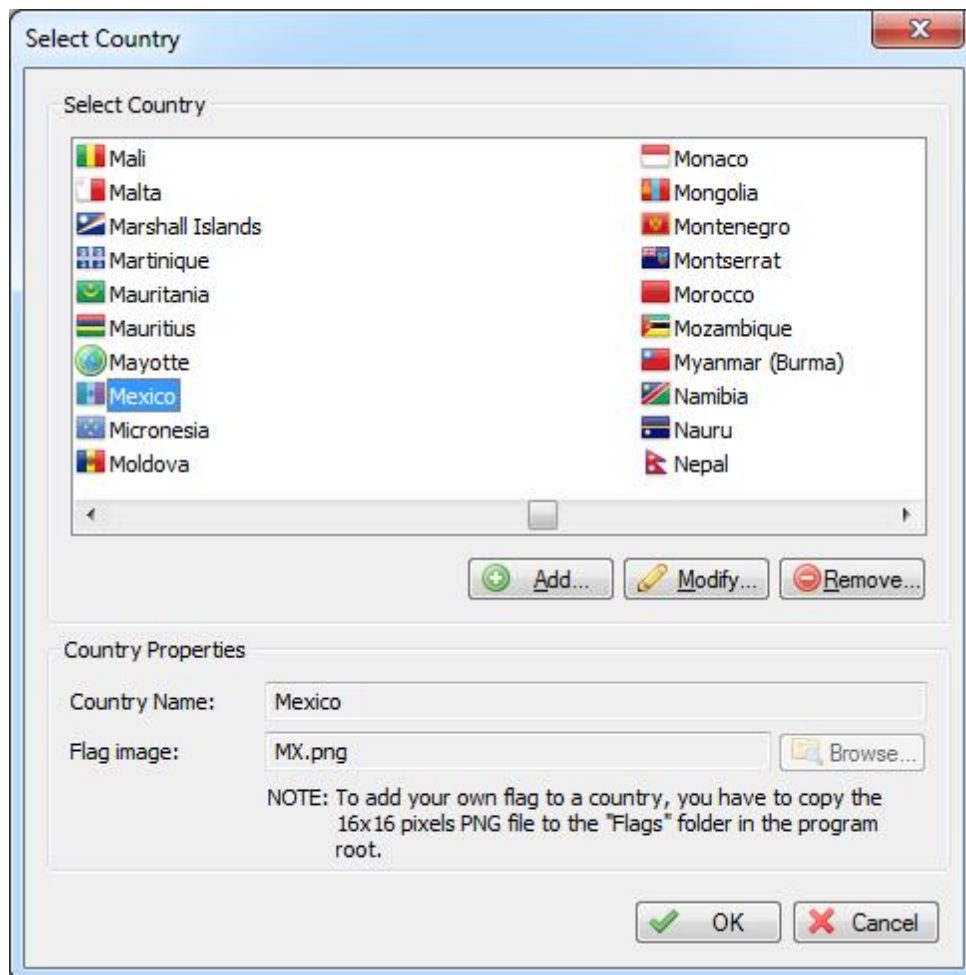 Select Country
Select Country
Mali
Malta
Marshall Islands
Martinique
Mauritania
Mauritius
Mayotte
Mexico
Micronesia
Moldova
Monaco
Mongolia
Montenegro
Montserrat
Morocco
Mozambique
Myanmar (Burma)
Namibia
Nauru
Nepal
Add...
Modify...
Remove...
Country Properties
Country Name: Mexico
Flag image: MX.png Browse...
NOTE: To add your own flag to a country, you have to copy the
16x16 pixels PNG file to the "Flags" folder in the program
root.
OK
Cancel